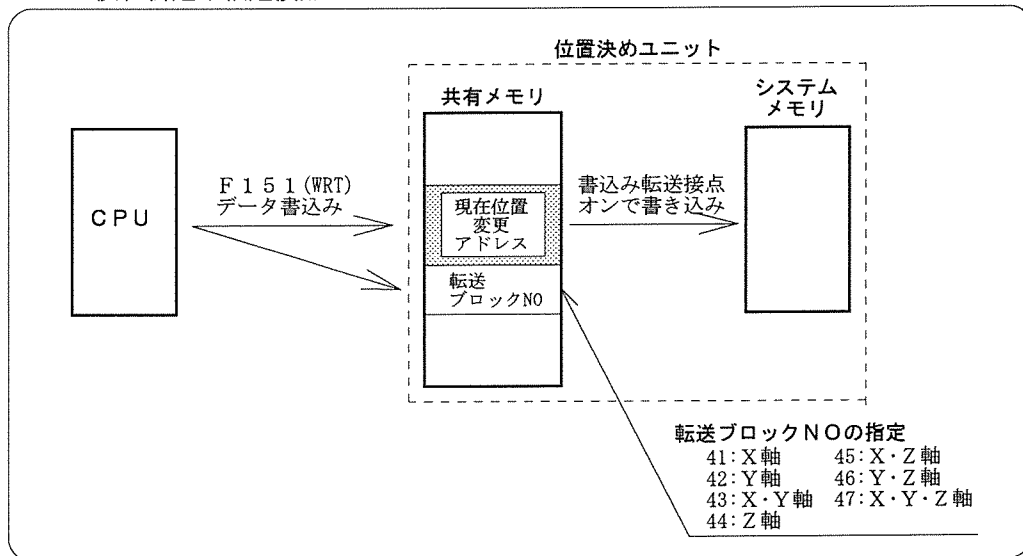 位置決めユニット
共有メモリ
システム
メモリ
CPU
F151(WRT)
データ書込み
現在位置
変更
アドレス
書込み転送接点
オンで書き込み
転送
ブロックNO
転送ブロックNOの指定
41:X軸 45:X・Z軸
42:Y軸 46:Y・Z軸
43:X・Y軸 47:X・Y・Z軸
44:Z軸